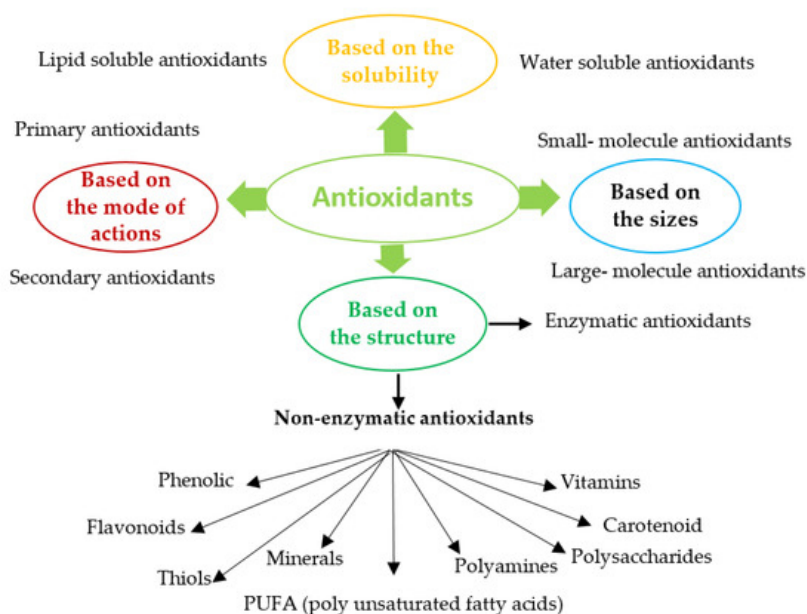 Based on the
solubility
Lipid soluble antioxidants
Water soluble antioxidants
Primary antioxidants
Small- molecule antioxidants
Based on
the mode of
actions
Antioxidants
Based on
the sizes
Secondary antioxidants
Large- molecule antioxidants
Based on
the structure
Enzymatic antioxidants
Non-enzymatic antioxidants
Phenolic
Vitamins
Flavonoids
Carotenoid
Minerals
Polyamines
Polysaccharides
Thiols
PUFA (poly unsaturated fatty acids)